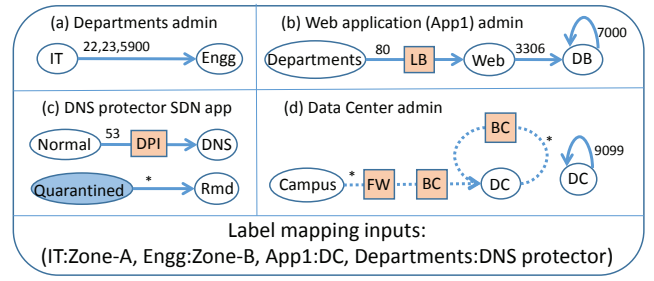 (a) Departments admin
IT
22,23,5900
Engg
(b) Web application (App1) admin
Departments
80
LB
Web
3306
DB
7000
(c) DNS protector SDN app
Normal
53
DPI
DNS
Quarantined
*
Rmd
(d) Data Center admin
Campus
*
FW
BC
DC
BC
*
DC
9099
Label mapping inputs:
(IT:Zone-A, Engg:Zone-B, App1:DC, Departments:DNS protector)